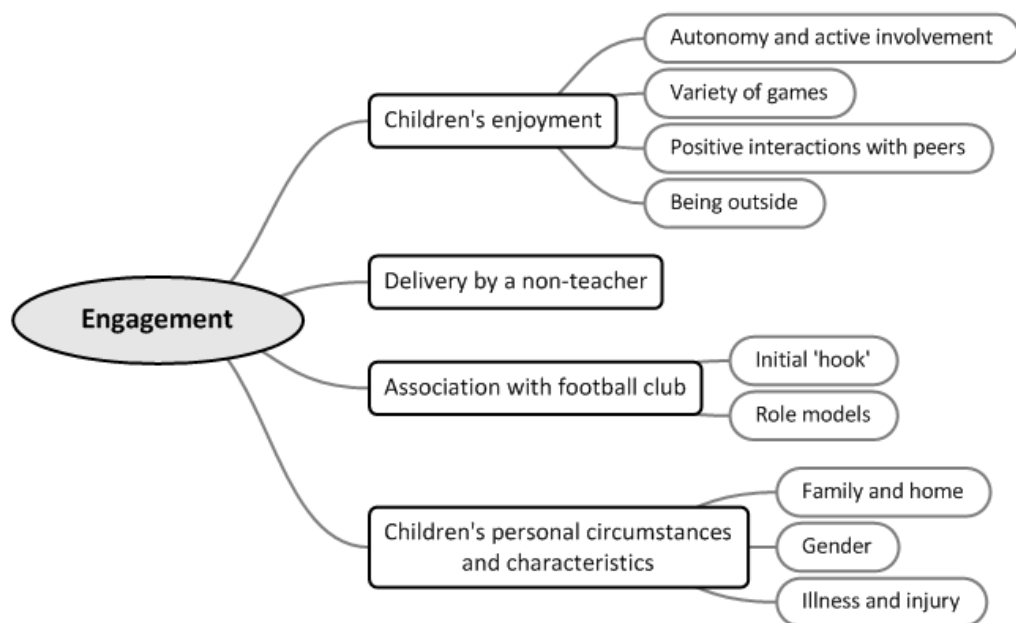 Engagement
Children's enjoyment
Autonomy and active involvement
Variety of games
Positive interactions with peers
Being outside
Delivery by a non-teacher
Association with football club
Initial 'hook'
Role models
Children's personal circumstances
and characteristics
Family and home
Gender
Illness and injury